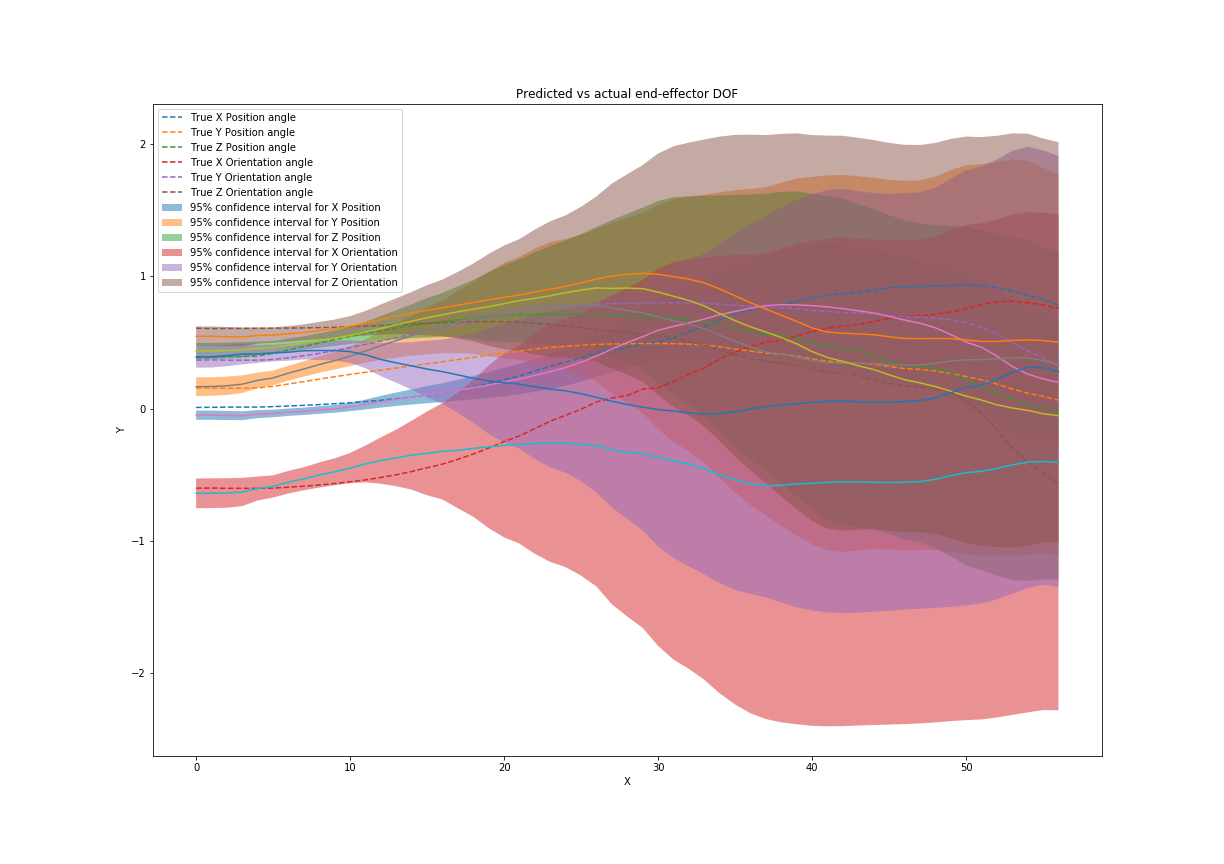 Predicted vs actual end-effector DOF
True X Position angle
True Y Position angle
True Z Position angle
True X Orientation angle
True Y Orientation angle
True Z Orientation angle
95% confidence interval for X Position
95% confidence interval for Y Position
95% confidence interval for Z Position
95% confidence interval for X Orientation
95% confidence interval for Y Orientation
95% confidence interval for Z Orientation
2
1
0
−1
−2
Y
0 10 20 30 40 50
X